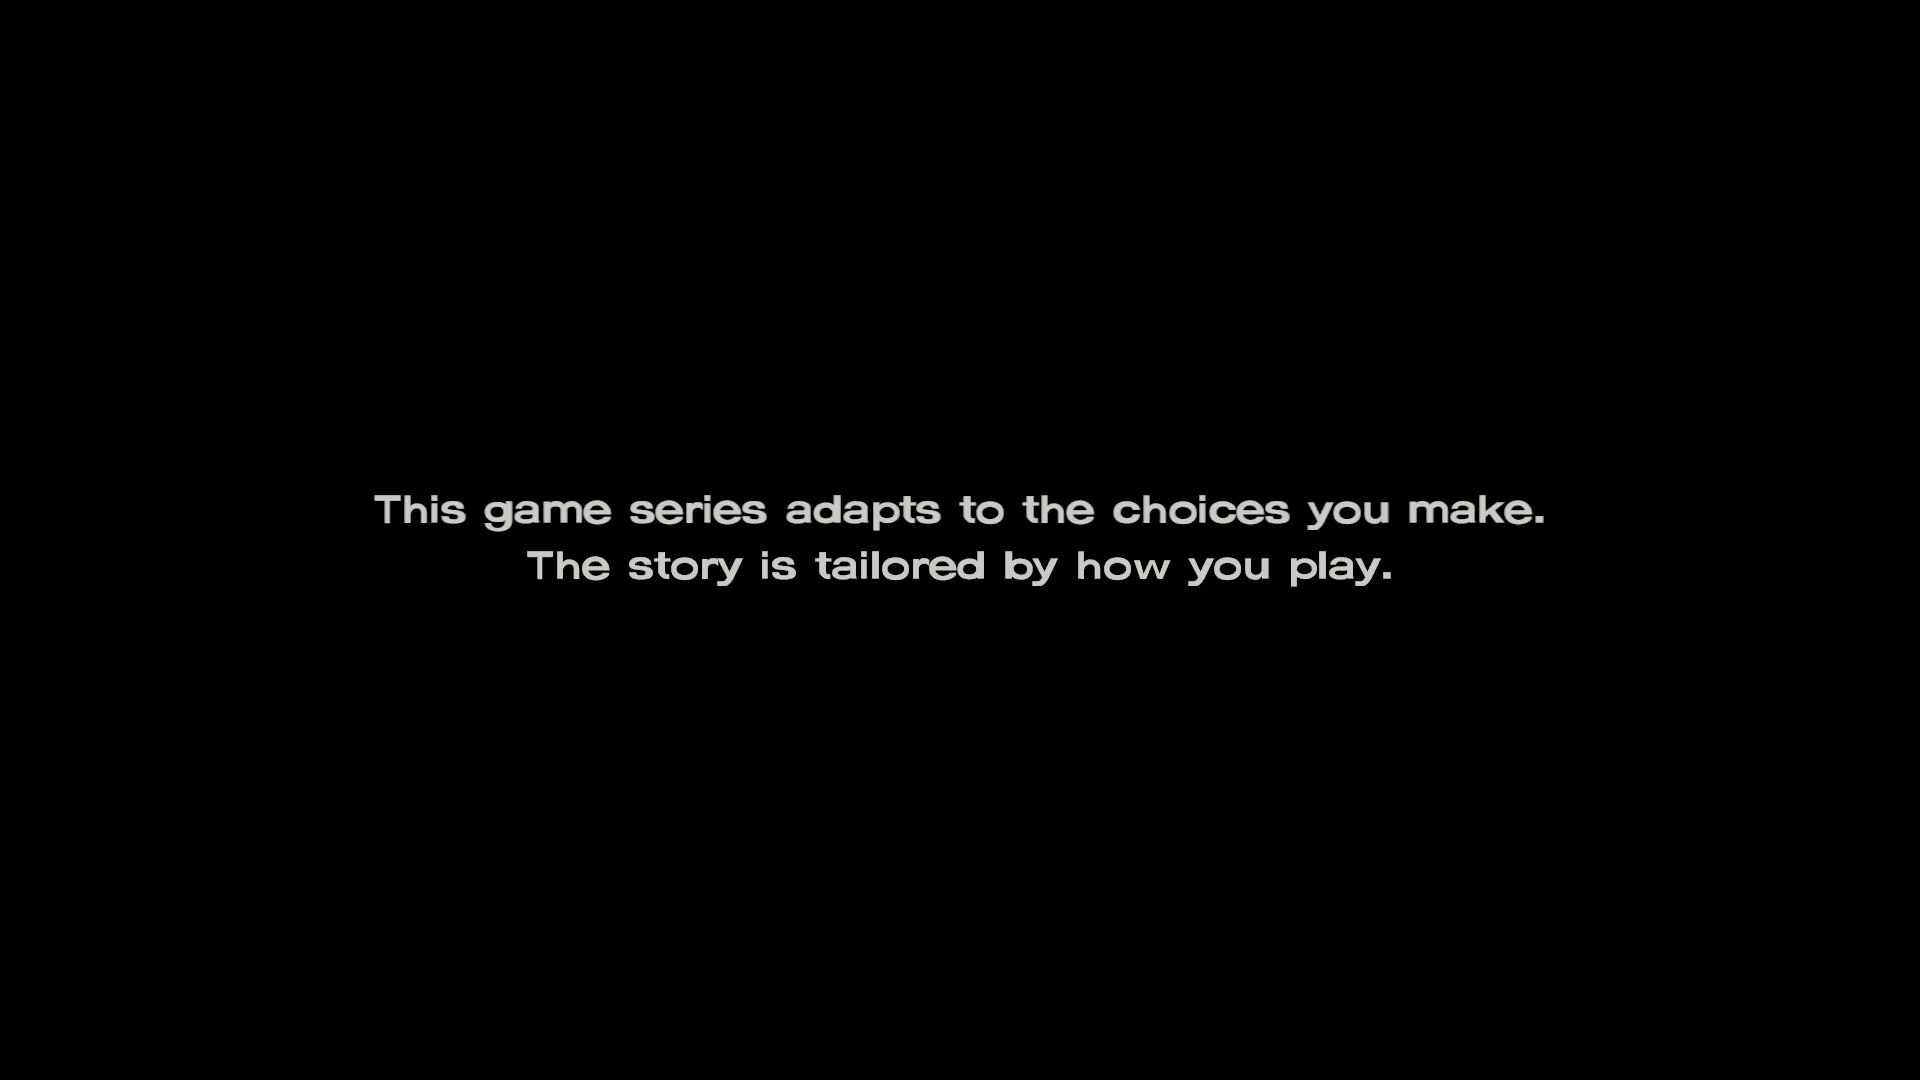 This game series adapts to the choices you make.
The story is tailored by how you play.